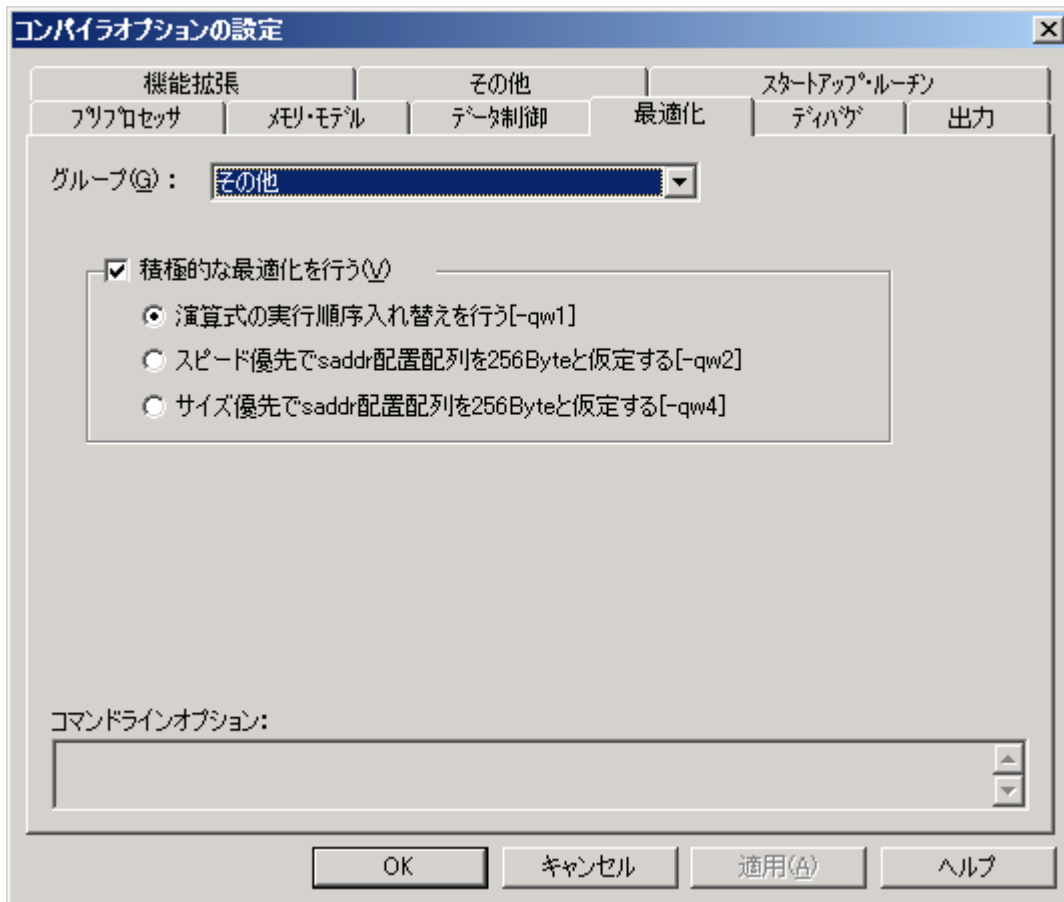 コンパイラオプションの設定
機能拡張 その他 スタートアップ・ルーチン
プリプロセッサ メモリ・モデル データ制御 最適化 ディバグ 出力
グループ(G): その他
積極的な最適化を行う(V)
演算式の実行順序入れ替えを行う[-qw1]
スピード優先でsaddr配置配列を256Byteと仮定する[-qw2]
サイズ優先でsaddr配置配列を256Byteと仮定する[-qw4]
コマンドラインオプション:
OK キャンセル 適用(A) ヘルプ